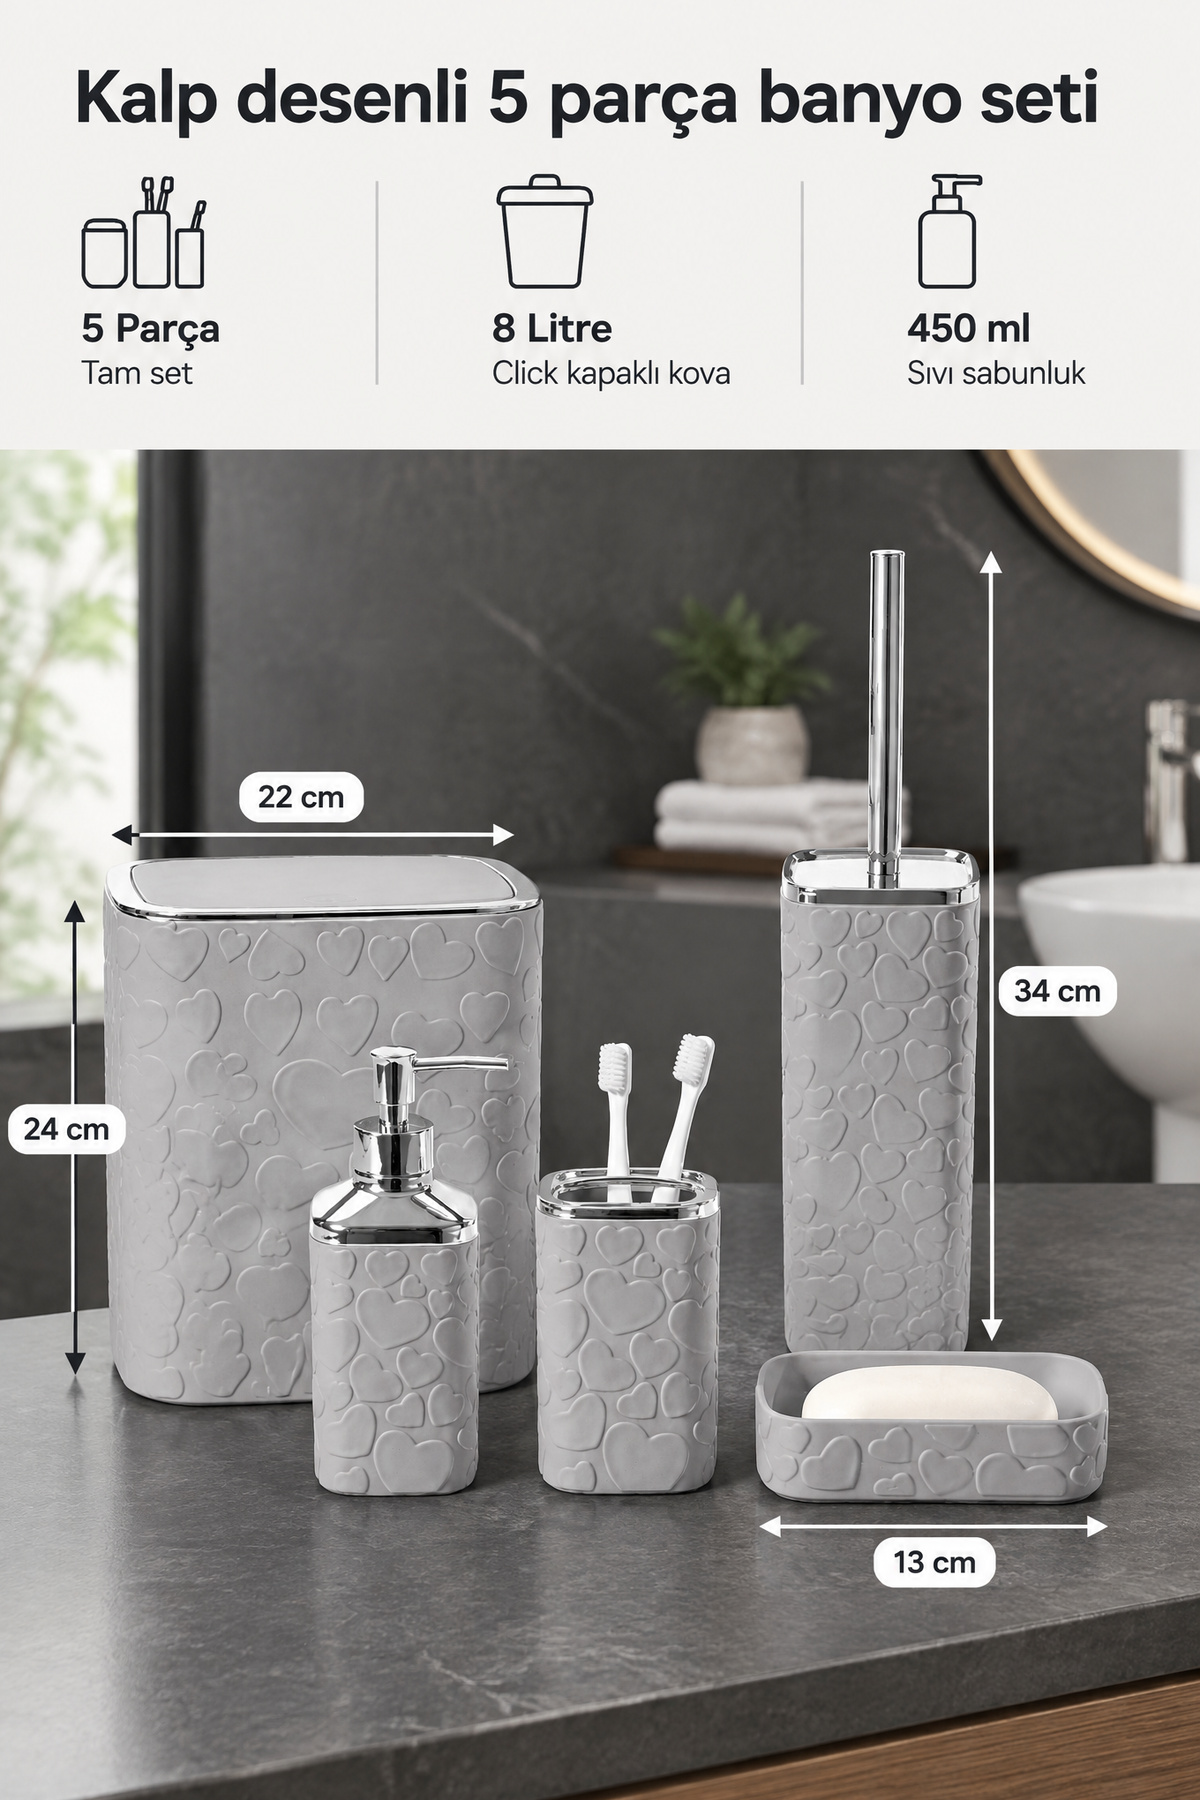 Kalp desenli 5 parça banyo seti
5 Parça
Tam set
8 Litre
Click kapaklı kova
450 ml
Sıvı sabunluk
22 cm
24 cm
34 cm
13 cm